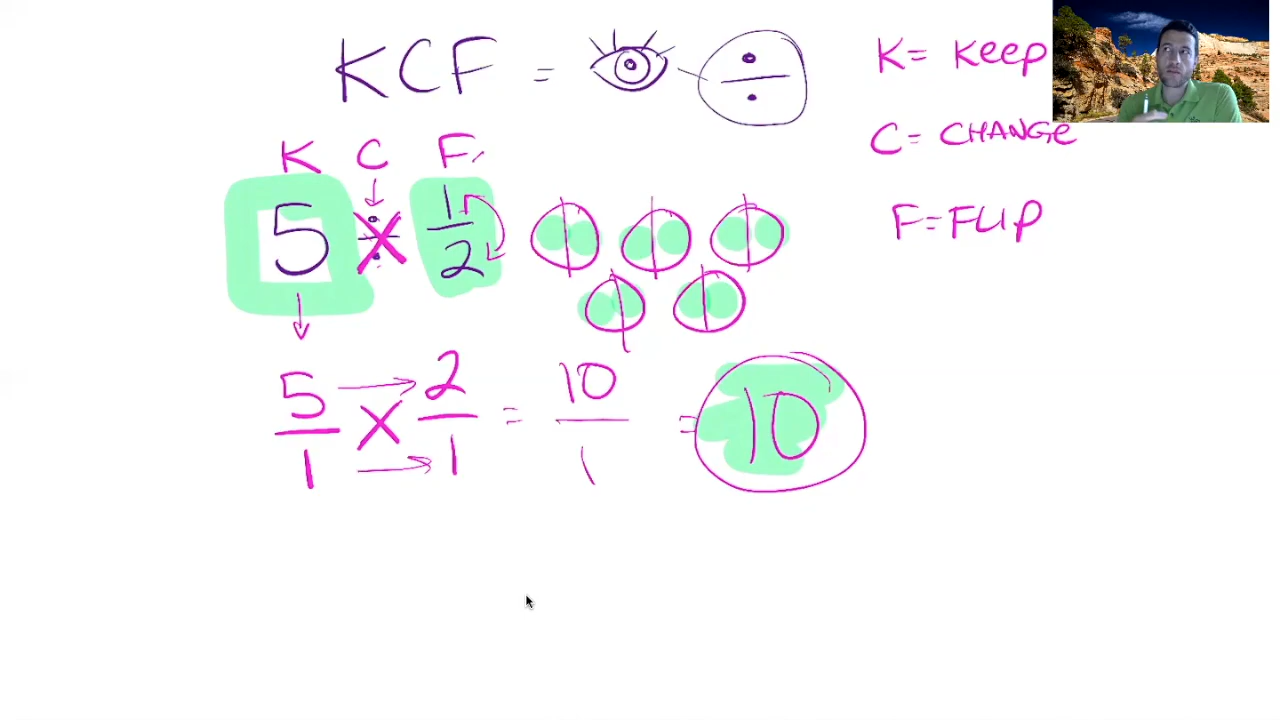 KCF = ÷
K = Keep
C = CHANGE
F = FLIP
K C F
5 ÷ 1/2
5/1 × 2/1 = 10/1 = 10